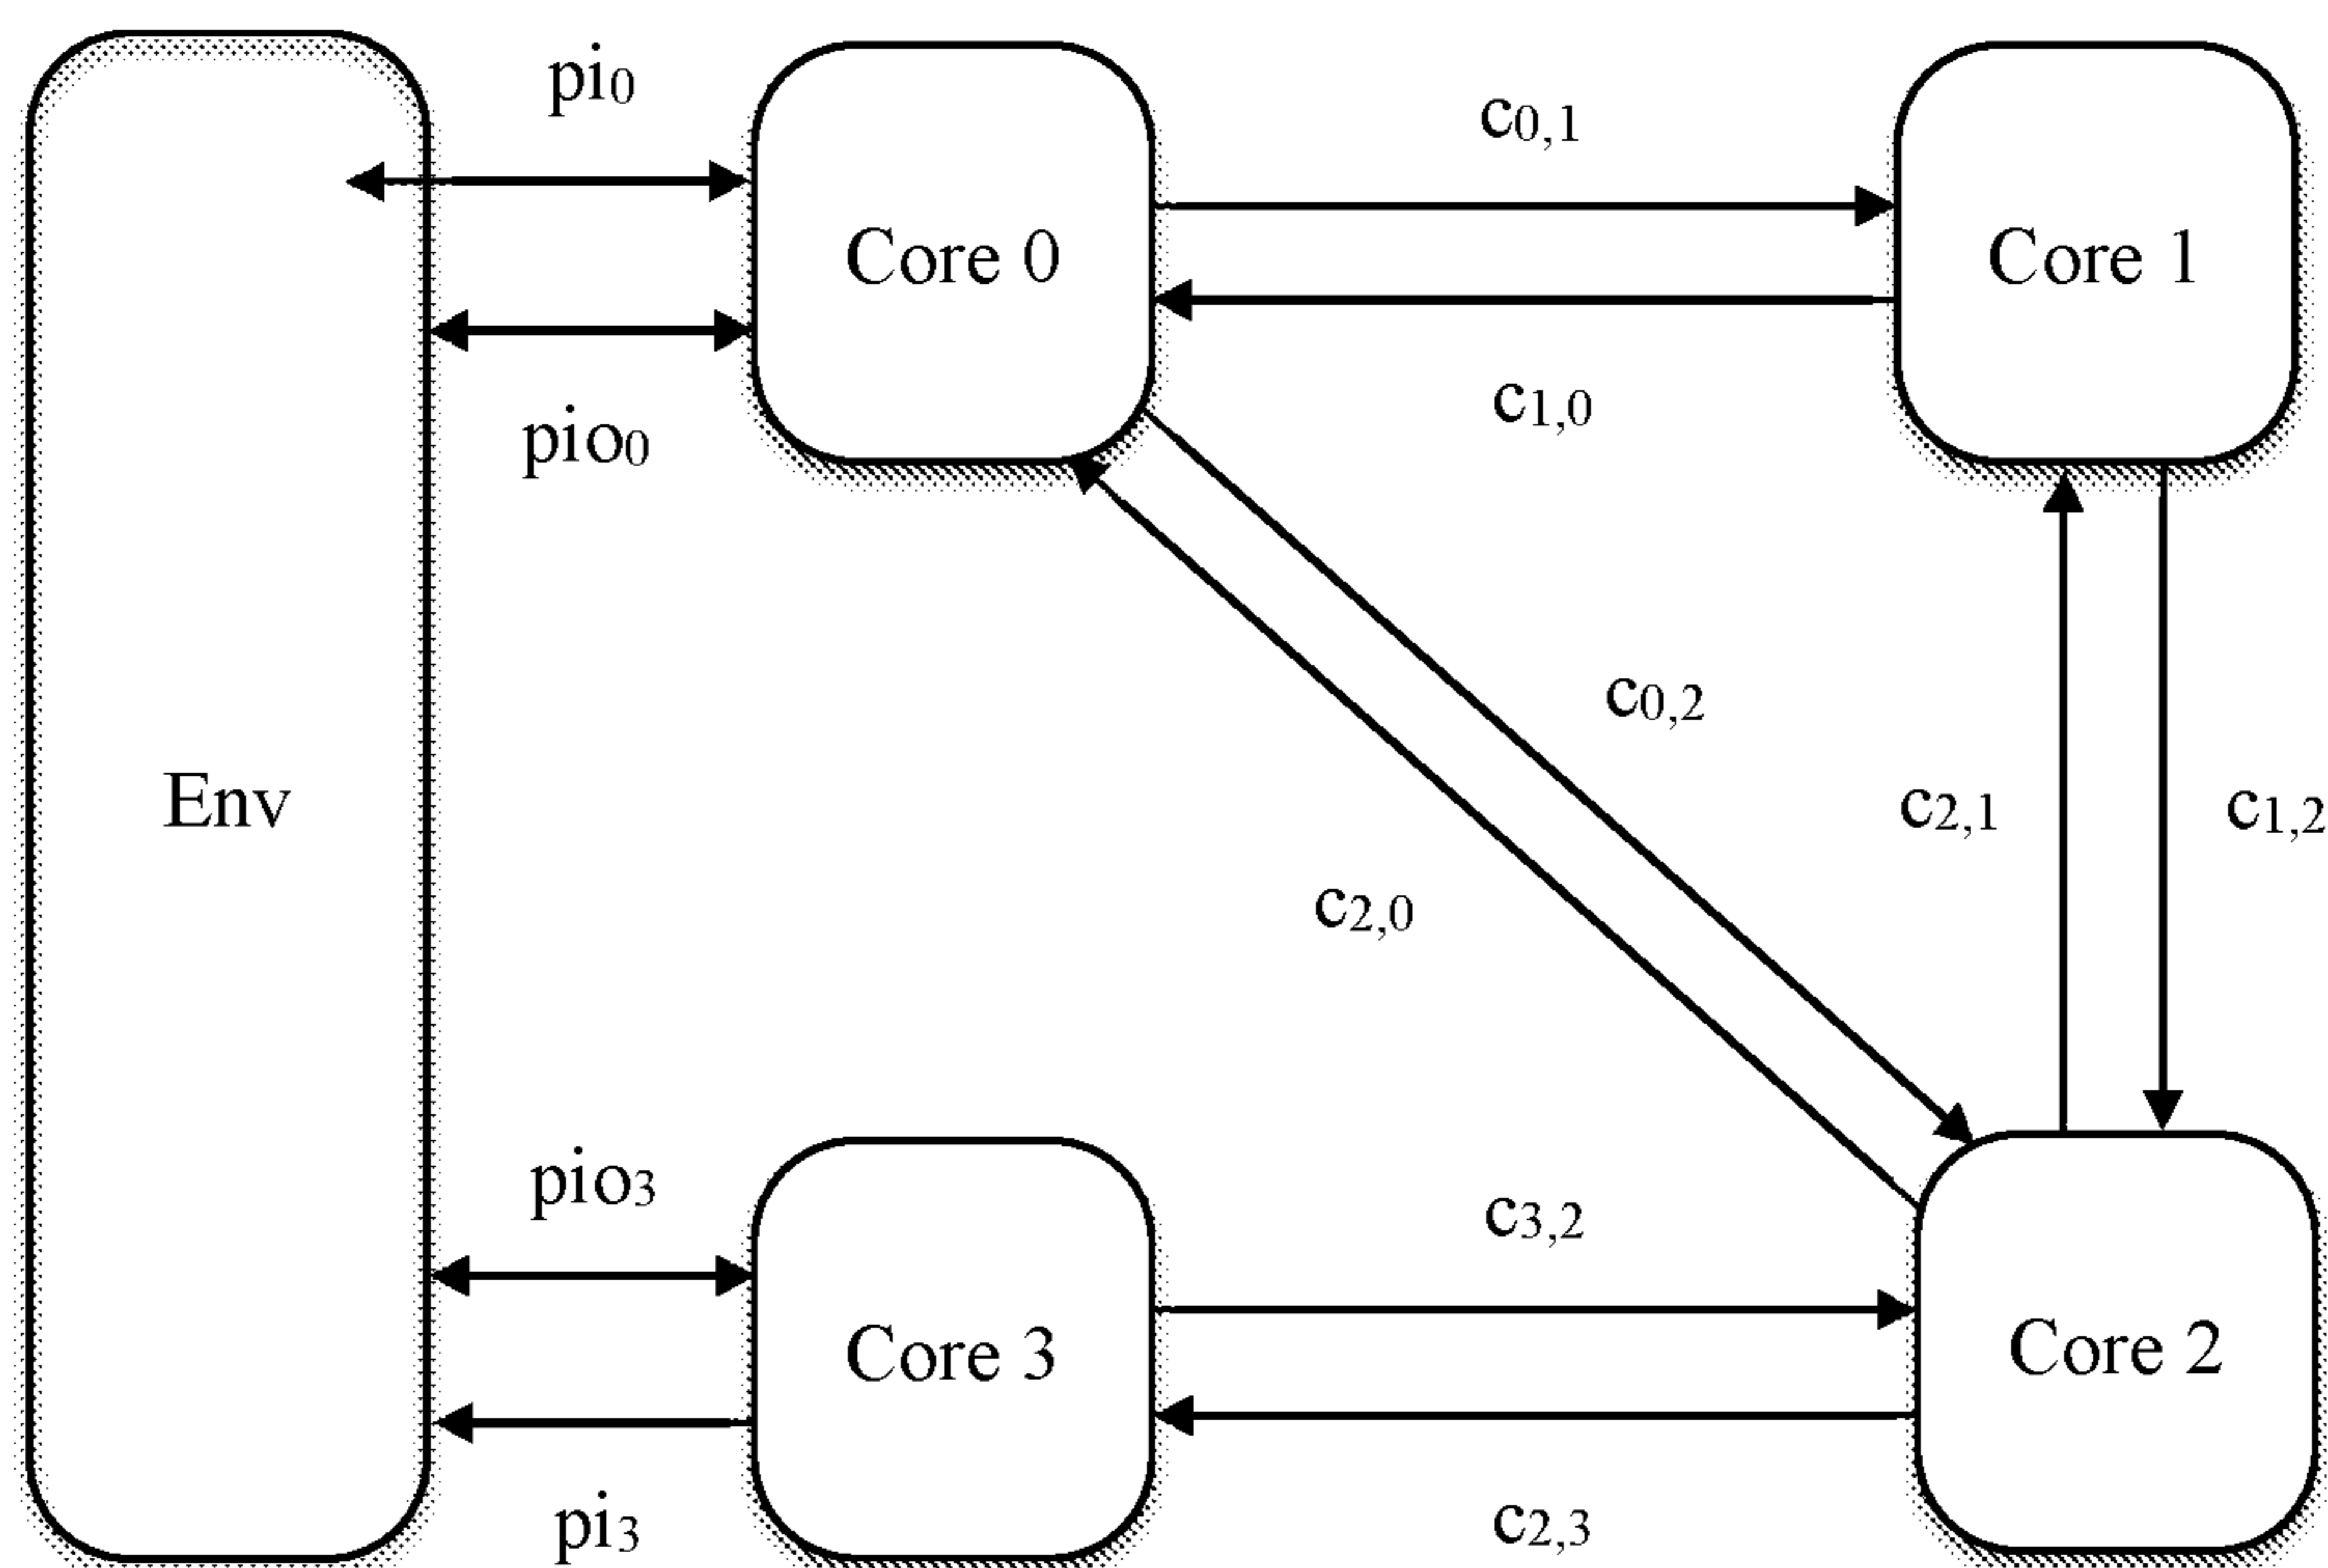 pi0
c0,1
Core 0
Core 1
c1,0
pio0
c0,2
Env
c2,1
c1,2
c2,0
pio3
c3,2
Core 3
Core 2
pi3
c2,3